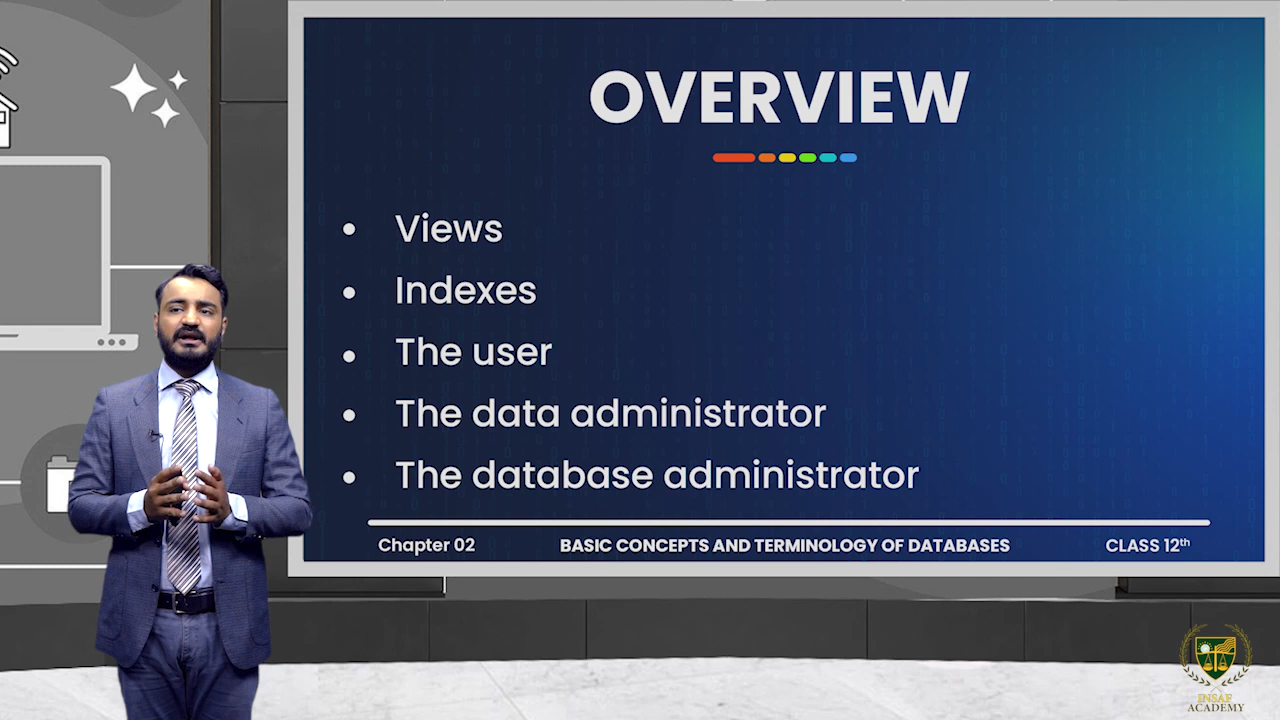 OVERVIEW
• Views
• Indexes
• The user
• The data administrator
• The database administrator
Chapter 02 BASIC CONCEPTS AND TERMINOLOGY OF DATABASES CLASS 12th
INSAF
ACADEMY